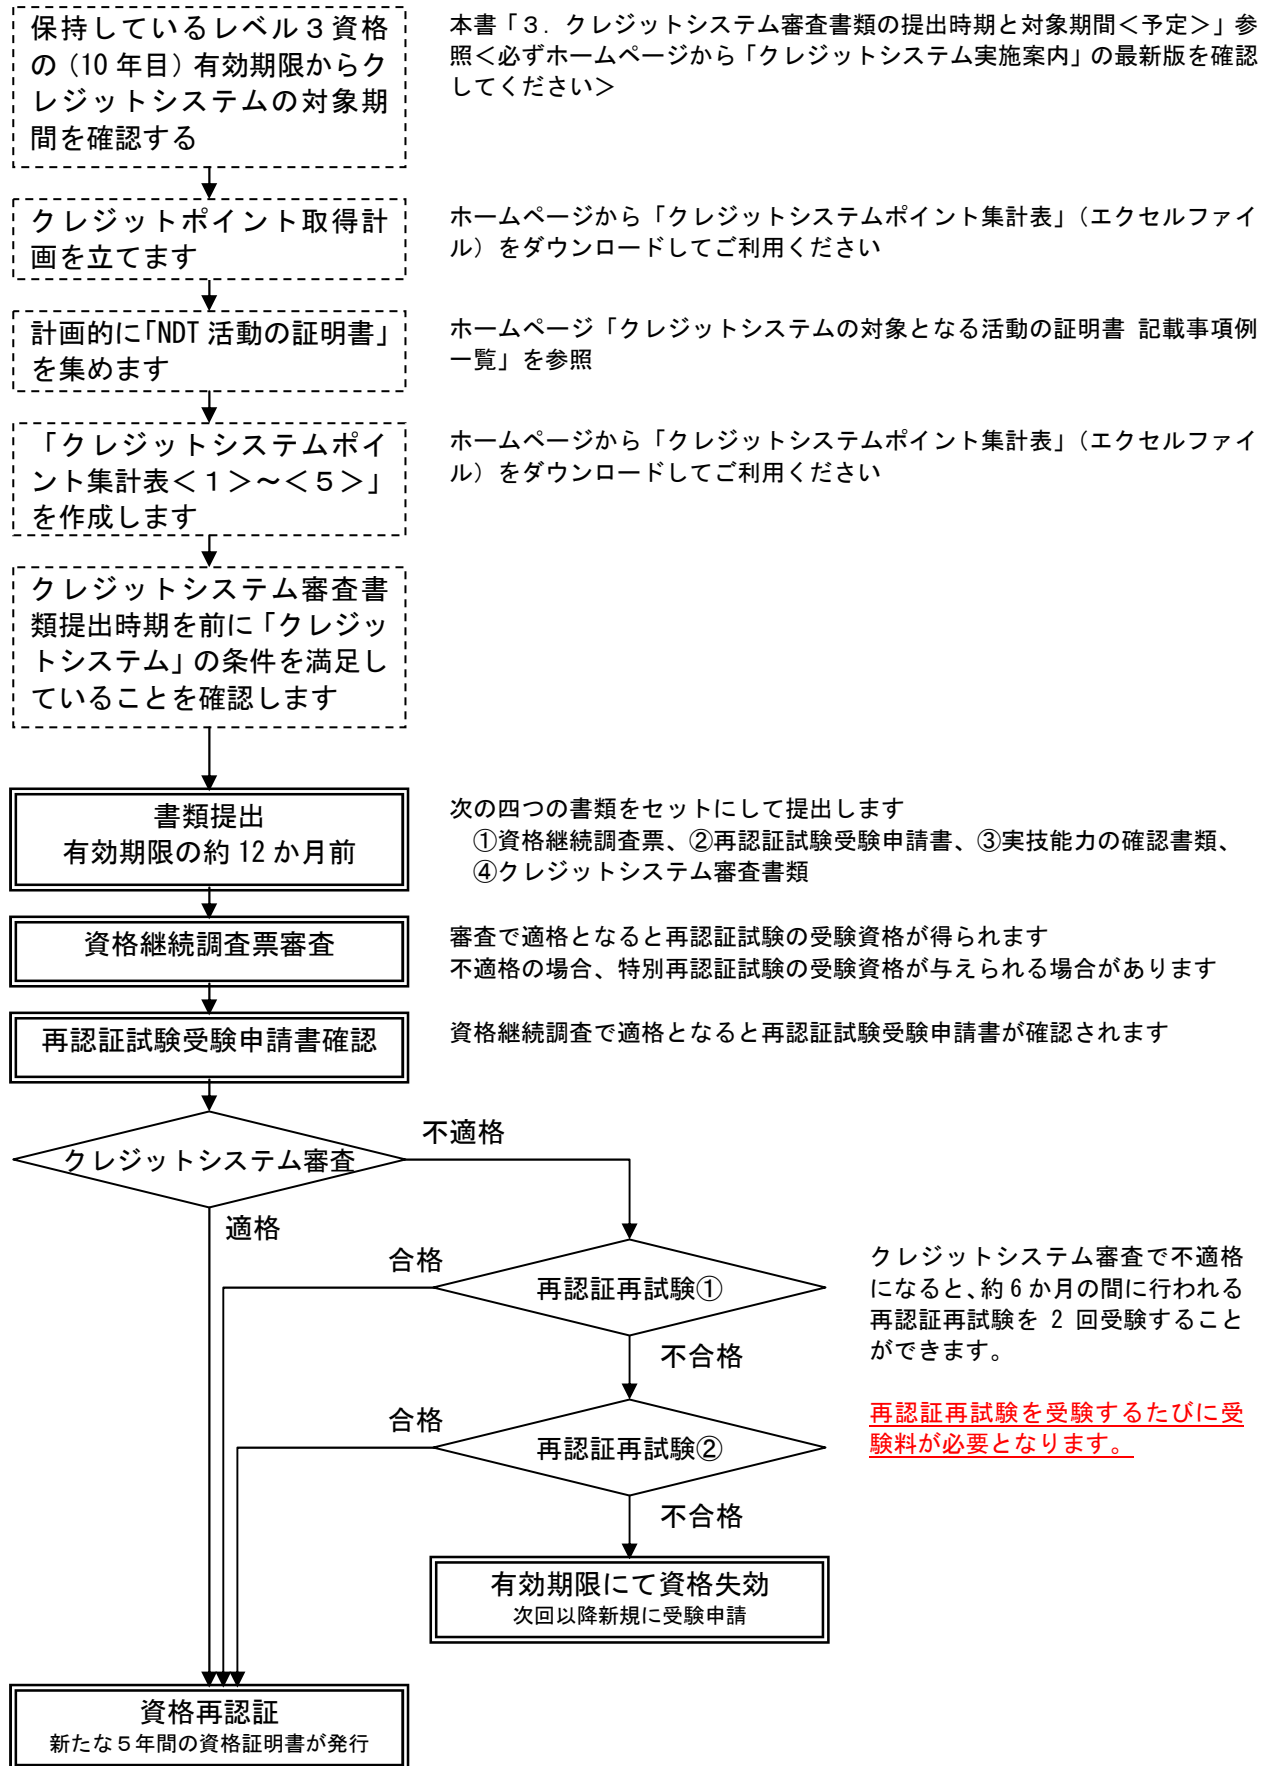 保持しているレベル３資格
の（10 年目）有効期限からク
レジットシステムの対象期
間を確認する
本書「３．クレジットシステム審査書類の提出時期と対象期間＜予定＞」参
照＜必ずホームページから「クレジットシステム実施案内」の最新版を確認
してください＞
クレジットポイント取得計
画を立てます
ホームページから「クレジットシステムポイント集計表」（エクセルファイ
ル）をダウンロードしてご利用ください
計画的に「NDT 活動の証明書」
を集めます
ホームページ「クレジットシステムの対象となる活動の証明書 記載事項例
一覧」を参照
「クレジットシステムポイ
ント集計表＜１＞～＜５＞」
を作成します
ホームページから「クレジットシステムポイント集計表」（エクセルファイ
ル）をダウンロードしてご利用ください
クレジットシステム審査書
類提出時期を前に「クレジッ
トシステム」の条件を満足し
ていることを確認します
書類提出
有効期限の約 12 か月前
次の四つの書類をセットにして提出します
①資格継続調査票、②再認証試験受験申請書、③実技能力の確認書類、
④クレジットシステム審査書類
資格継続調査票審査
審査で適格となると再認証試験の受験資格が得られます
不適格の場合、特別再認証試験の受験資格が与えられる場合があります
再認証試験受験申請書確認
資格継続調査で適格となると再認証試験受験申請書が確認されます
クレジットシステム審査
不適格
適格
合格
再認証再試験①
不合格
クレジットシステム審査で不適格
になると、約 6 か月の間に行われる
再認証再試験を 2 回受験すること
ができます。
再認証再試験を受験するたびに受
験料が必要となります。
合格
再認証再試験②
不合格
有効期限にて資格失効
次回以降新規に受験申請
資格再認証
新たな５年間の資格証明書が発行